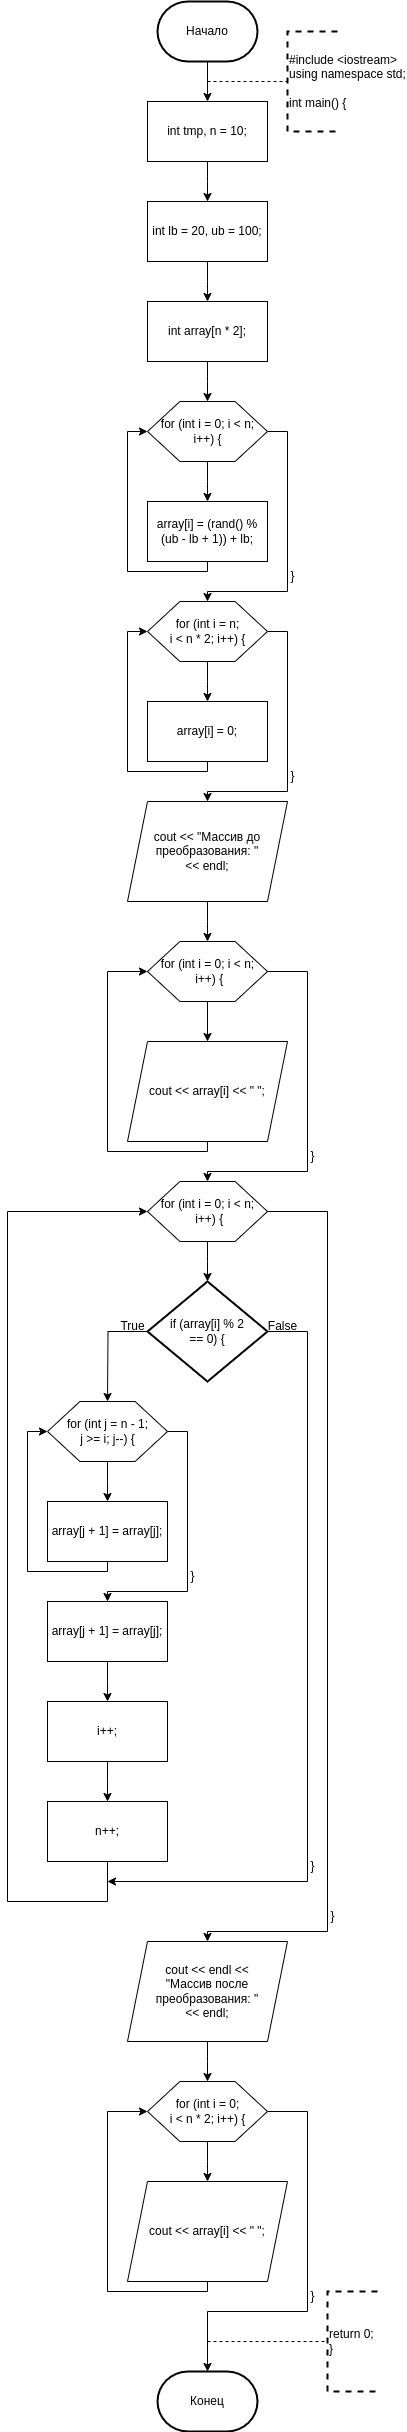 Начало
#include <iostream>
using namespace std;
int main() {
int tmp, n = 10;
int lb = 20, ub = 100;
int array[n * 2];
for (int i = 0; i < n;
i++) {
array[i] = (rand() %
(ub - lb + 1)) + lb;
}
for (int i = n;
i < n * 2; i++) {
array[i] = 0;
}
cout << "Массив до
преобразования: "
<< endl;
for (int i = 0; i < n;
i++) {
cout << array[i] << " ";
}
for (int i = 0; i < n;
i++) {
if (array[i] % 2
== 0) {
True
False
for (int j = n - 1;
j >= i; j--) {
array[j + 1] = array[j];
}
array[j + 1] = array[j];
i++;
n++;
}
}
cout << endl <<
"Массив после
преобразования: "
<< endl;
for (int i = 0;
i < n * 2; i++) {
cout << array[i] << " ";
}
return 0;
}
Конец